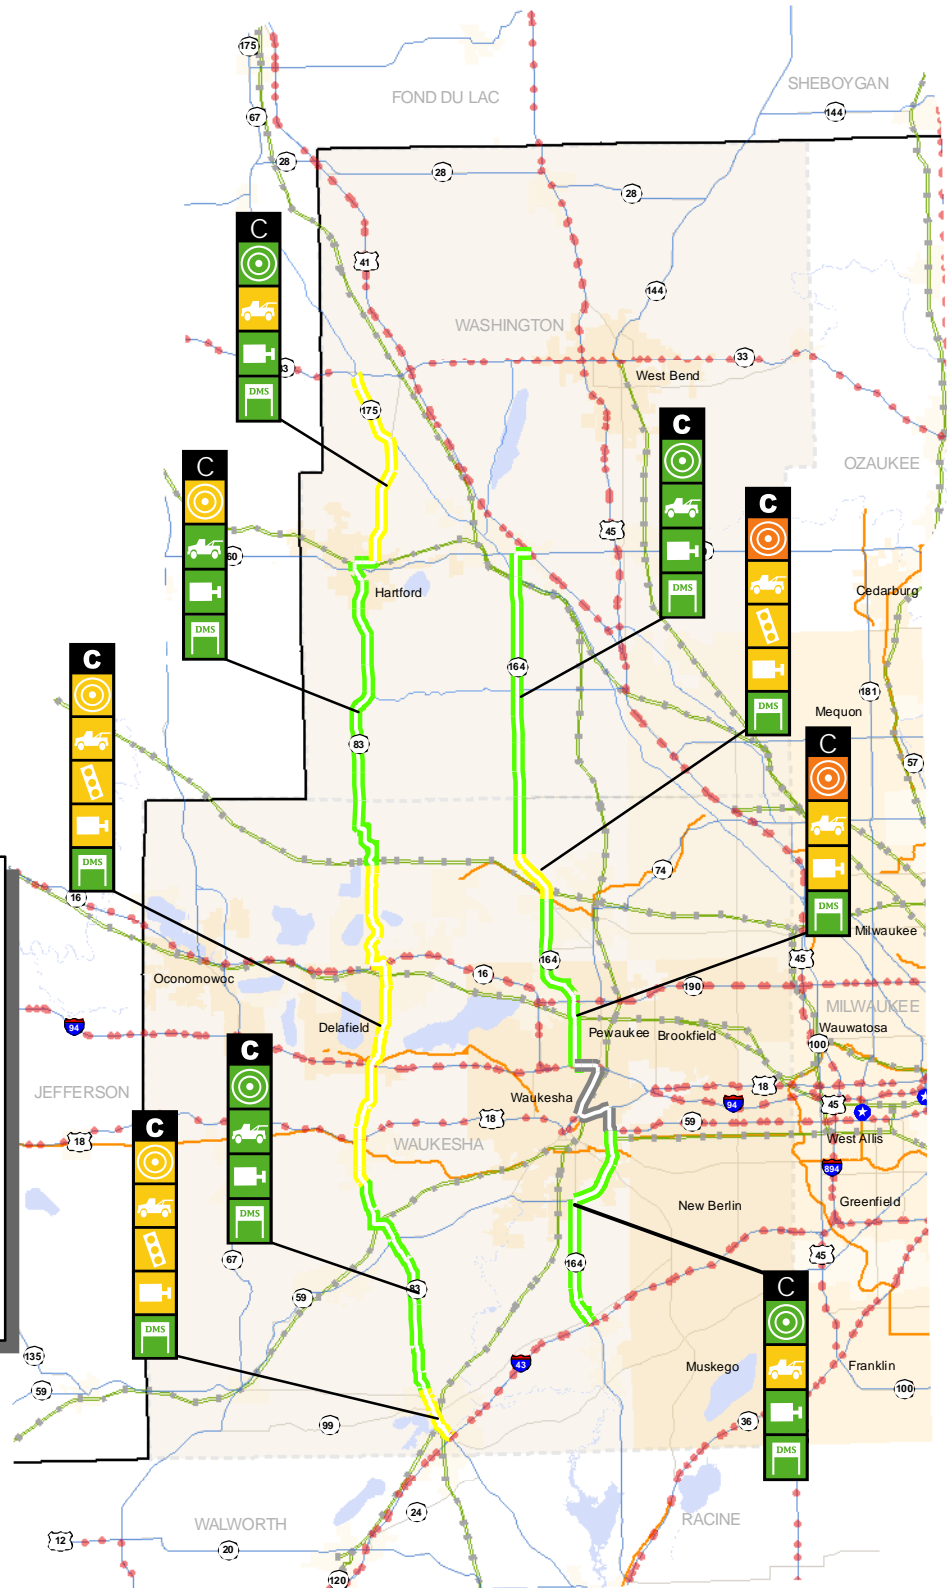 175
FOND DU LAC
SHEBOYGAN
144
67
28
28
28
C
41
144
WASHINGTON
DMS
33
West Bend
175
C
C
OZAUKEE
DMS
45
C
60
DMS
Hartford
Cedarburg
C
164
181
DMS
Mequon
83
57
C
DMS
74
16
DMS
Milwaukee
164
45
16
Oconomowoc
190
MILWAUKEE
94
Delafield
Pewaukee
Brookfield
Wauwatosa
100
C
JEFFERSON
18
Waukesha
94
45
C
18
59
18
WAUKESHA
West Allis
894
DMS
New Berlin
Greenfield
67
45
164
C
83
59
DMS
135
43
Muskego
Franklin
59
100
99
36
DMS
24
WALWORTH
RACINE
12
20
120